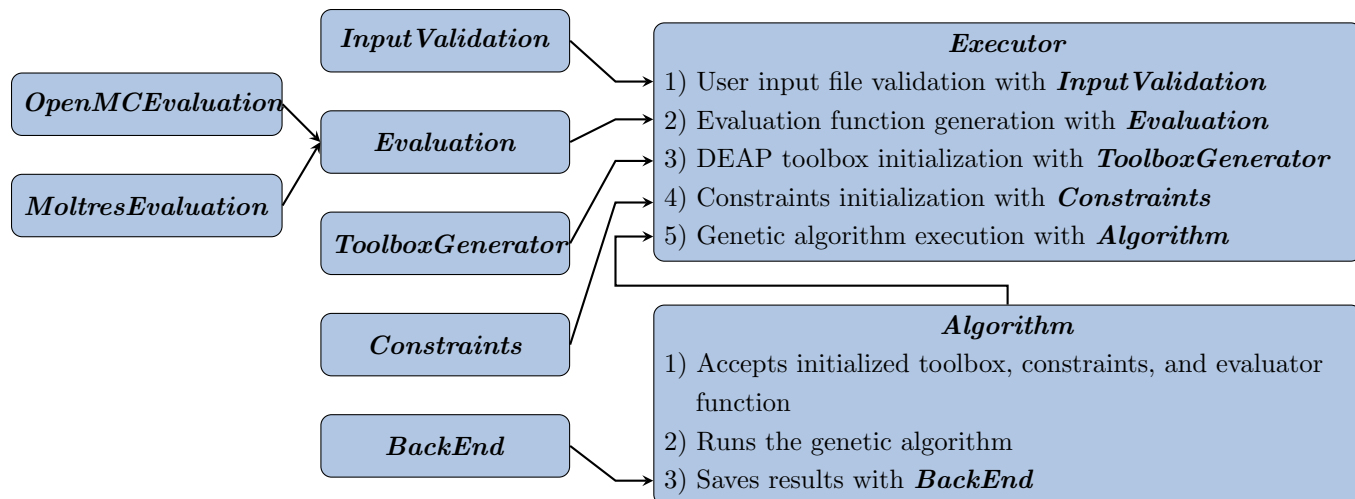 OpenMCEvaluation
MoltresEvaluation
InputValidation
Evaluation
ToolboxGenerator
Constraints
BackEnd
Executor
1) User input file validation with InputValidation
2) Evaluation function generation with Evaluation
3) DEAP toolbox initialization with ToolboxGenerator
4) Constraints initialization with Constraints
5) Genetic algorithm execution with Algorithm
Algorithm
1) Accepts initialized toolbox, constraints, and evaluator
function
2) Runs the genetic algorithm
3) Saves results with BackEnd